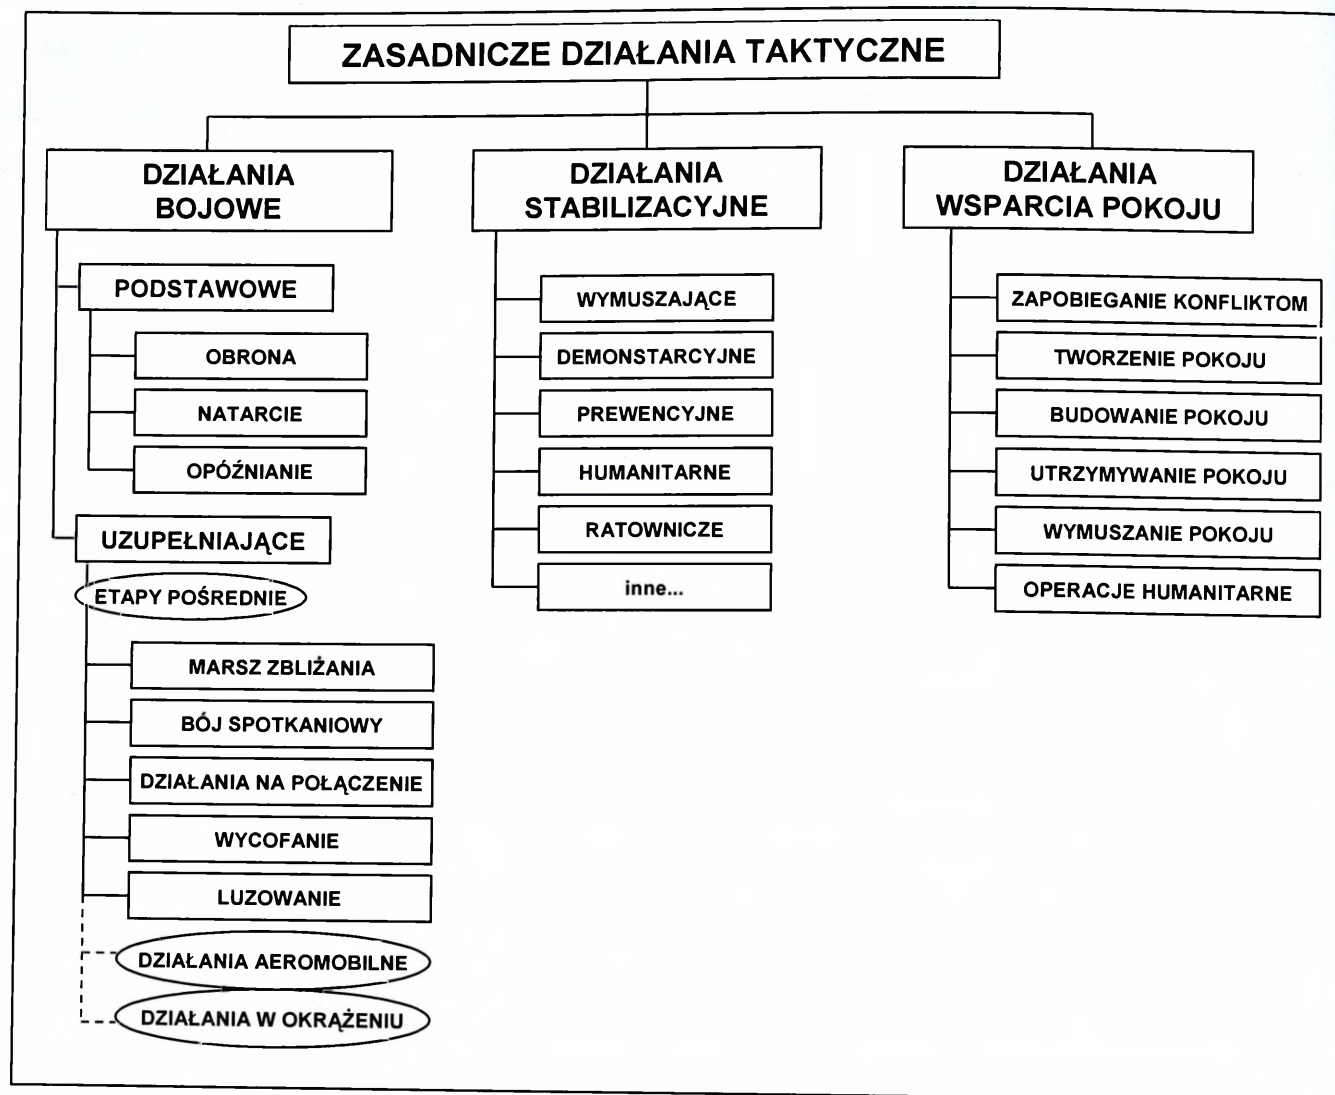 ZASADNICZE DZIAŁANIA TAKTYCZNE
DZIAŁANIA
BOJOWE
PODSTAWOWE
OBRONA
NATARCIE
OPÓŹNIANIE
UZUPEŁNIAJĄCE
ETAPY POŚREDNIE
MARSZ ZBLIŻANIA
BÓJ SPOTKANIOWY
DZIAŁANIA NA POŁĄCZENIE
WYCOFANIE
LUZOWANIE
DZIAŁANIA AEROMOBILNE
DZIAŁANIA W OKRĄŻENIU
DZIAŁANIA
STABILIZACYJNE
WYMUSZAJĄCE
DEMONSTARCYJNE
PREWENCYJNE
HUMANITARNE
RATOWNICZE
inne...
DZIAŁANIA
WSPARCIA POKOJU
ZAPOBIEGANIE KONFLIKTOM
TWORZENIE POKOJU
BUDOWANIE POKOJU
UTRZYMYWANIE POKOJU
WYMUSZANIE POKOJU
OPERACJE HUMANITARNE